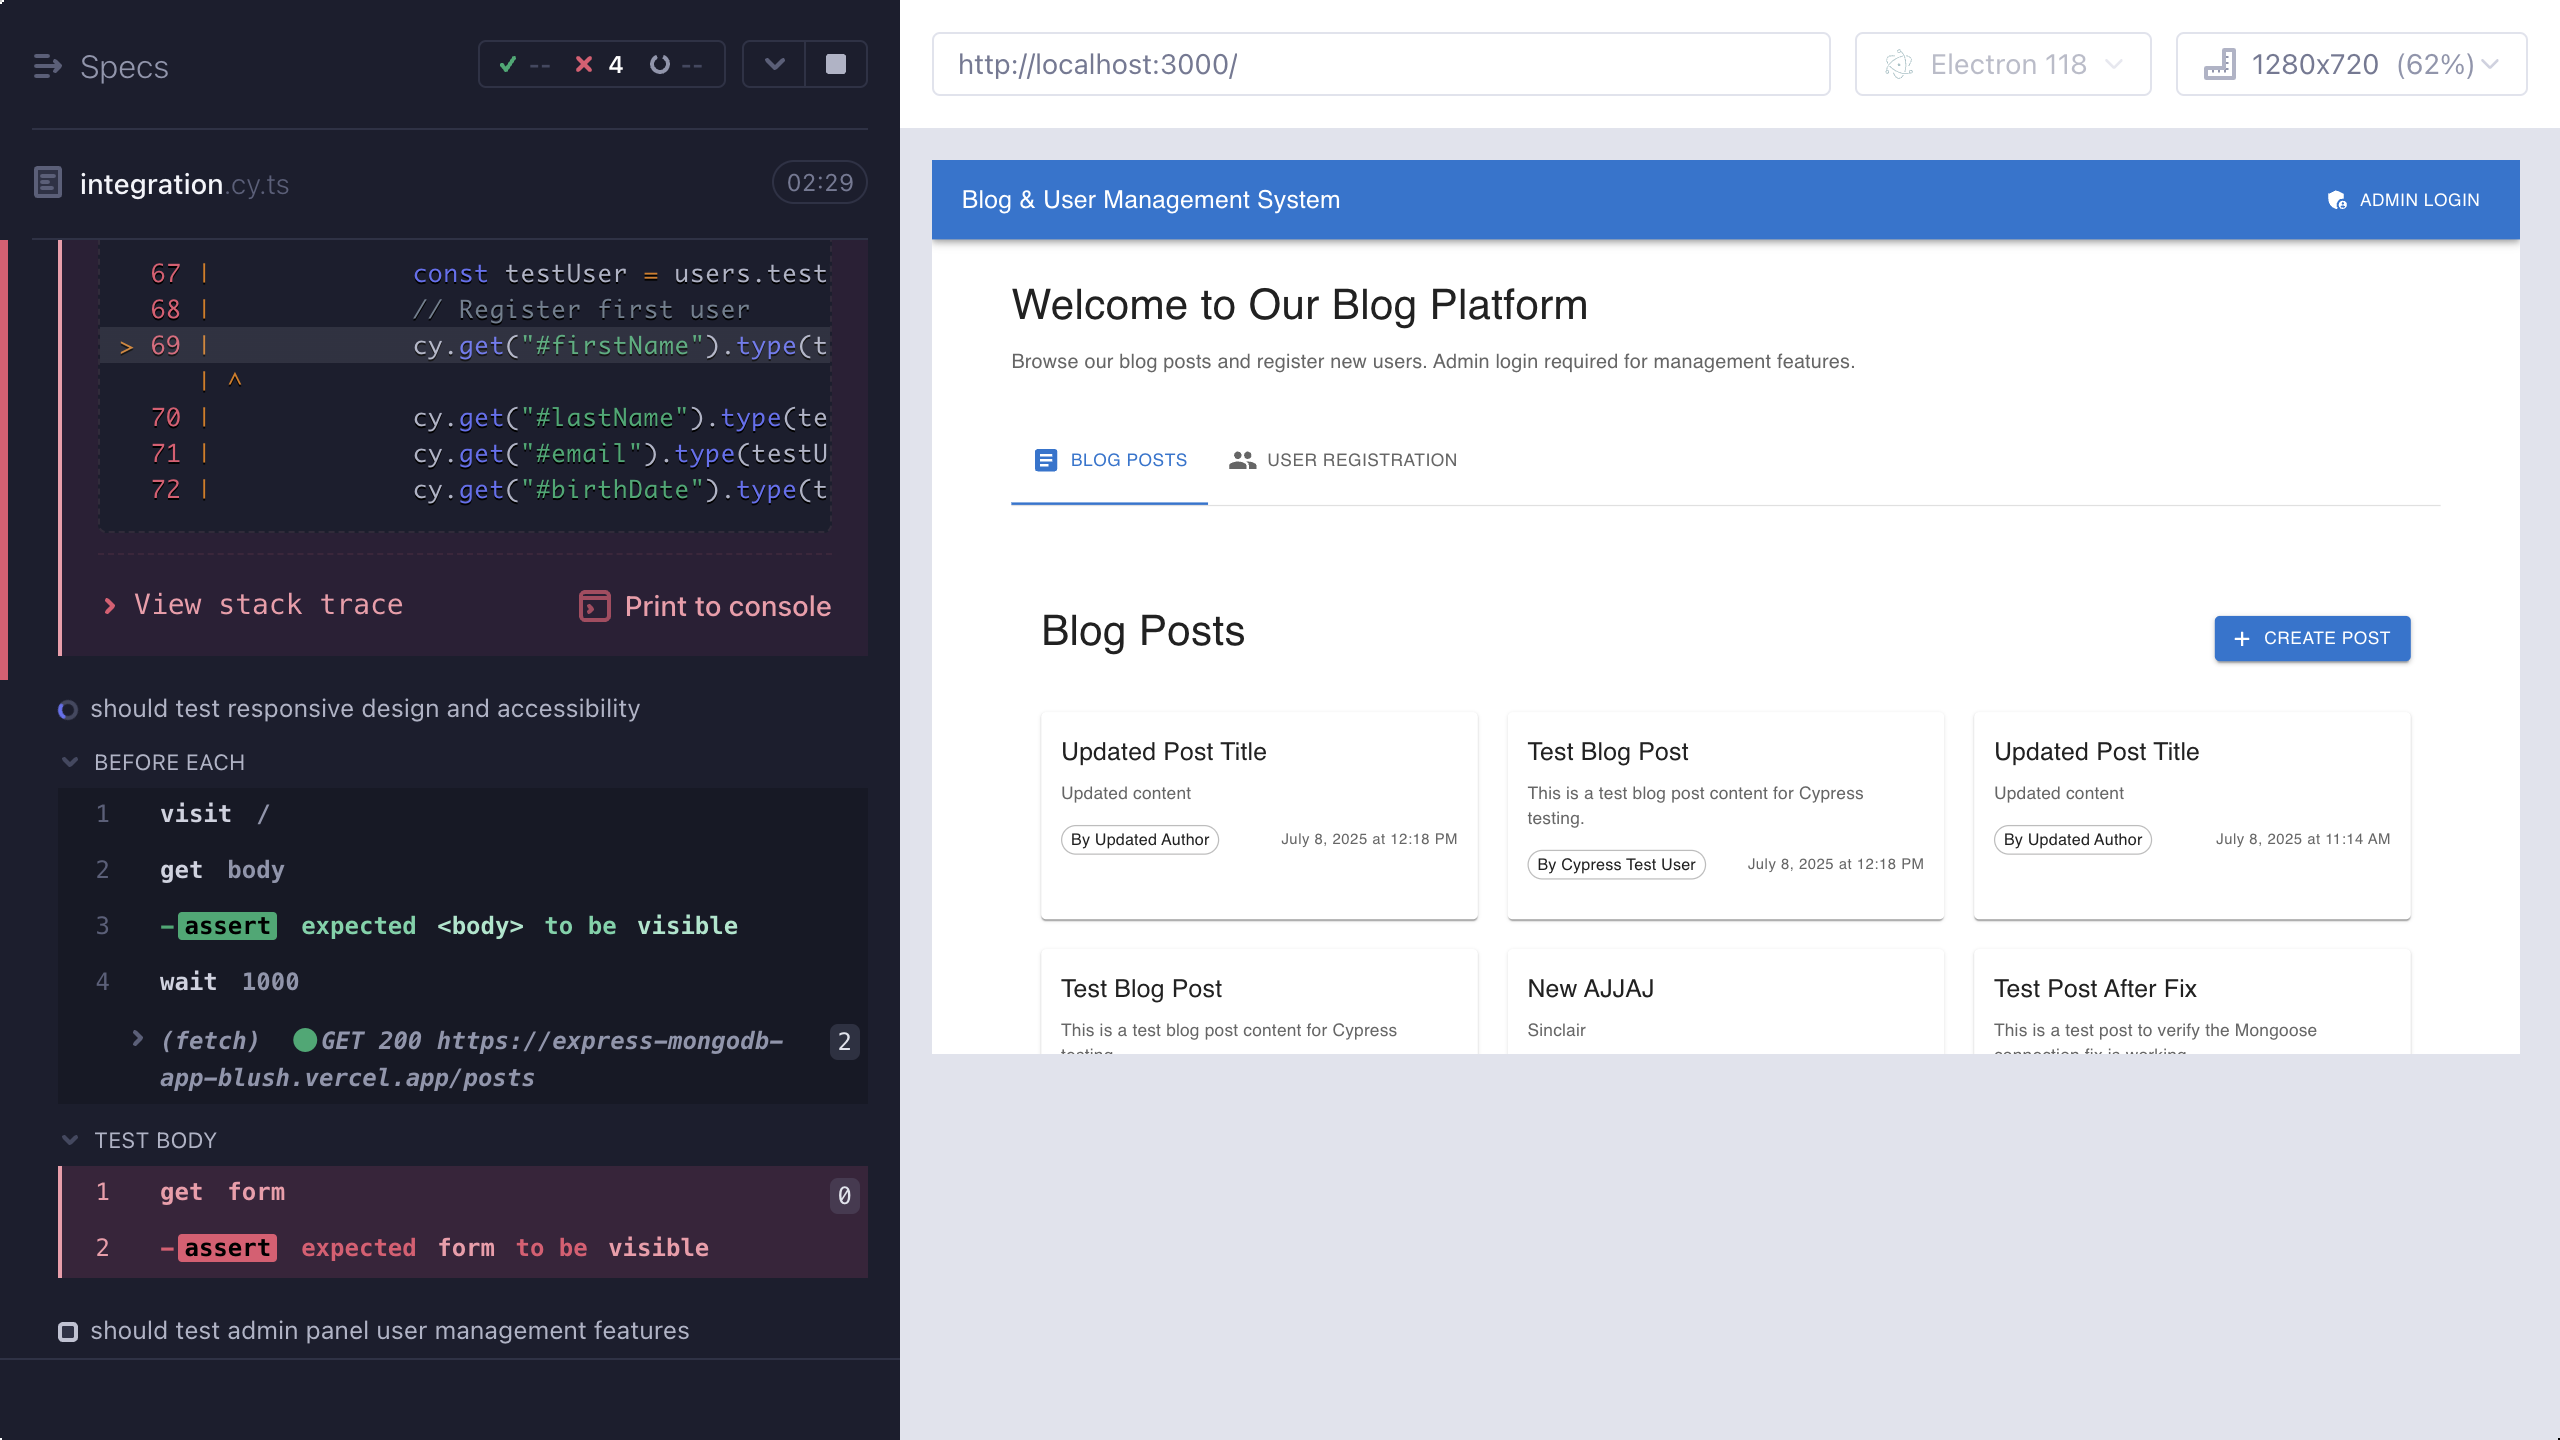 Specs
-- 4 --
integration.cy.ts
02:29
67 | const testUser = users.test
68 | // Register first user
> 69 | cy.get("#firstName").type(t
| ^
70 | cy.get("#lastName").type(te
71 | cy.get("#email").type(testU
72 | cy.get("#birthDate").type(t
View stack trace
Print to console
should test responsive design and accessibility
BEFORE EACH
1 visit /
2 get body
3 -assert expected <body> to be visible
4 wait 1000
(fetch) GET 200 https://express-mongodb-
app-blush.vercel.app/posts
2
TEST BODY
1 get form
0
2 -assert expected form to be visible
should test admin panel user management features
http://localhost:3000/
Electron 118
1280x720 (62%)
Blog & User Management System
ADMIN LOGIN
Welcome to Our Blog Platform
Browse our blog posts and register new users. Admin login required for management features.
BLOG POSTS
USER REGISTRATION
Blog Posts
+ CREATE POST
Updated Post Title
Updated content
By Updated Author
July 8, 2025 at 12:18 PM
Test Blog Post
This is a test blog post content for Cypress
testing.
By Cypress Test User
July 8, 2025 at 12:18 PM
Updated Post Title
Updated content
By Updated Author
July 8, 2025 at 11:14 AM
Test Blog Post
This is a test blog post content for Cypress
testing.
New AJJAJ
Sinclair
Test Post After Fix
This is a test post to verify the Mongoose
connection fix is working.